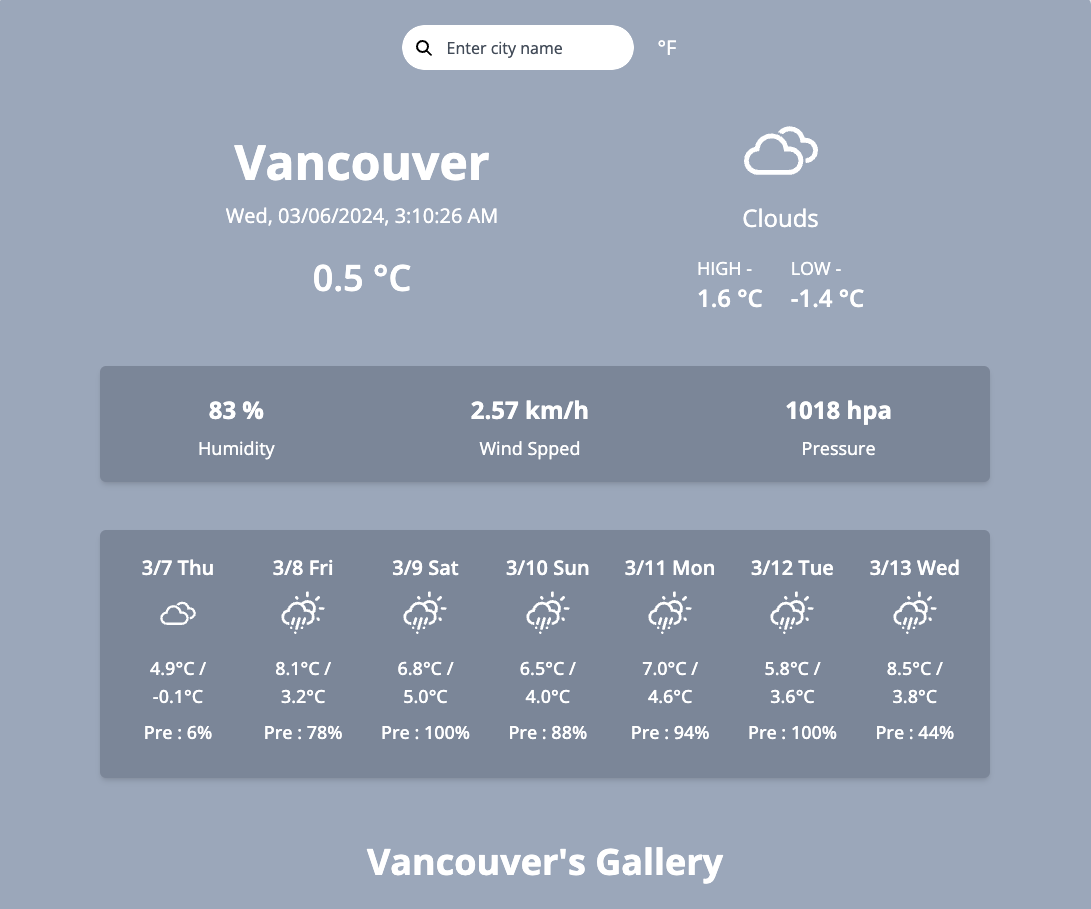 Enter city name
°F
Vancouver
Wed, 03/06/2024, 3:10:26 AM
0.5 °C
Clouds
HIGH - LOW -
1.6 °C -1.4 °C
83 % 2.57 km/h 1018 hpa
Humidity Wind Spped Pressure
3/7 Thu 3/8 Fri 3/9 Sat 3/10 Sun 3/11 Mon 3/12 Tue 3/13 Wed
4.9°C / 8.1°C / 6.8°C / 6.5°C / 7.0°C / 5.8°C / 8.5°C /
-0.1°C 3.2°C 5.0°C 4.0°C 4.6°C 3.6°C 3.8°C
Pre : 6% Pre : 78% Pre : 100% Pre : 88% Pre : 94% Pre : 100% Pre : 44%
Vancouver's Gallery